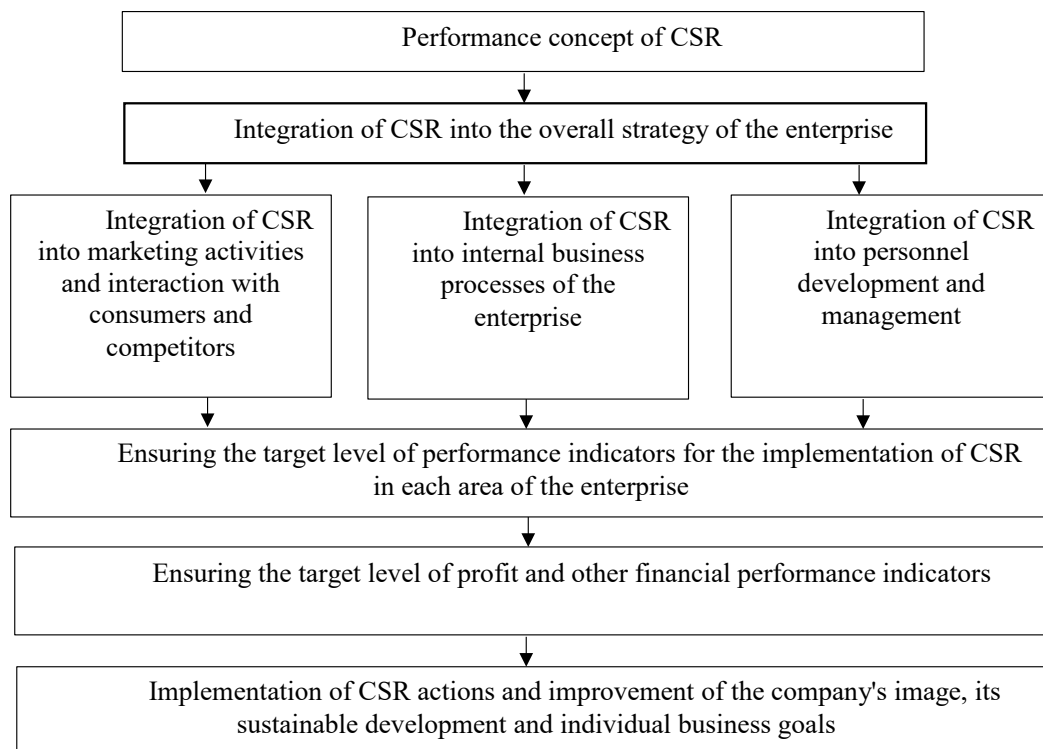 Performance concept of CSR
Integration of CSR into the overall strategy of the enterprise
Integration of CSR
into marketing activities
and interaction with
consumers and
competitors
Integration of CSR
into internal business
processes of the
enterprise
Integration of CSR
into personnel
development and
management
Ensuring the target level of performance indicators for the implementation of CSR
in each area of the enterprise
Ensuring the target level of profit and other financial performance indicators
Implementation of CSR actions and improvement of the company's image, its
sustainable development and individual business goals